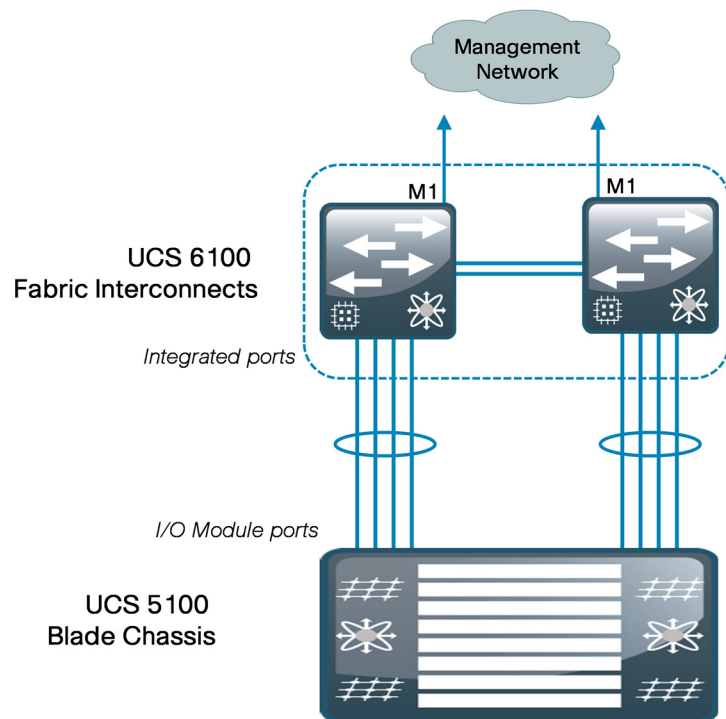 Management
Network
M1
M1
UCS 6100
Fabric Interconnects
Integrated ports
I/O Module ports
UCS 5100
Blade Chassis